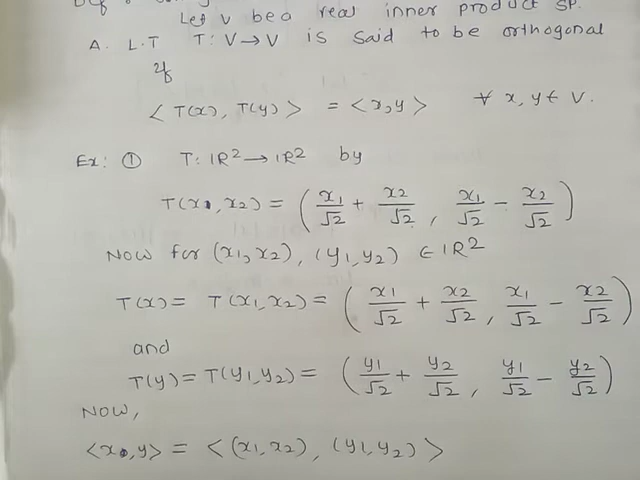 Let V be a real inner product sp.
A. L.T T: V→V is said to be orthogonal
if
< T(x), T(y) > = <x,y> ∀ x, y ∈ V.
Ex: ① T: IR² → IR² by
T(x1, x2) = ( x1/√2 + x2/√2 , x1/√2 − x2/√2 )
Now for (x1, x2), (y1, y2) ∈ IR²
T(x) = T(x1, x2) = ( x1/√2 + x2/√2 , x1/√2 − x2/√2 )
and
T(y) = T(y1, y2) = ( y1/√2 + y2/√2 , y1/√2 − y2/√2 )
Now,
<x,y> = < (x1, x2), (y1, y2) >